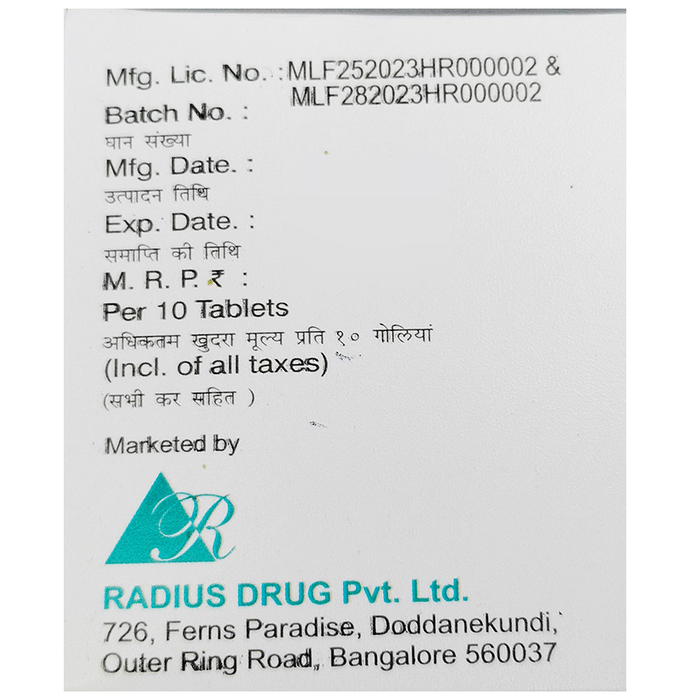 Mfg. Lic. No. :MLF252023HR000002 &
MLF282023HR000002
Batch No. :
घान संख्या
Mfg. Date. :
उत्पादन तिथि
Exp. Date. :
समाप्ति की तिथि
M. R. P. ₹ :
Per 10 Tablets
अधिकतम खुदरा मूल्य प्रति १० गोलियां
(Incl. of all taxes)
(सभी कर सहित )
Marketed by
R
RADIUS DRUG Pvt. Ltd.
726, Ferns Paradise, Doddanekundi,
Outer Ring Road, Bangalore 560037